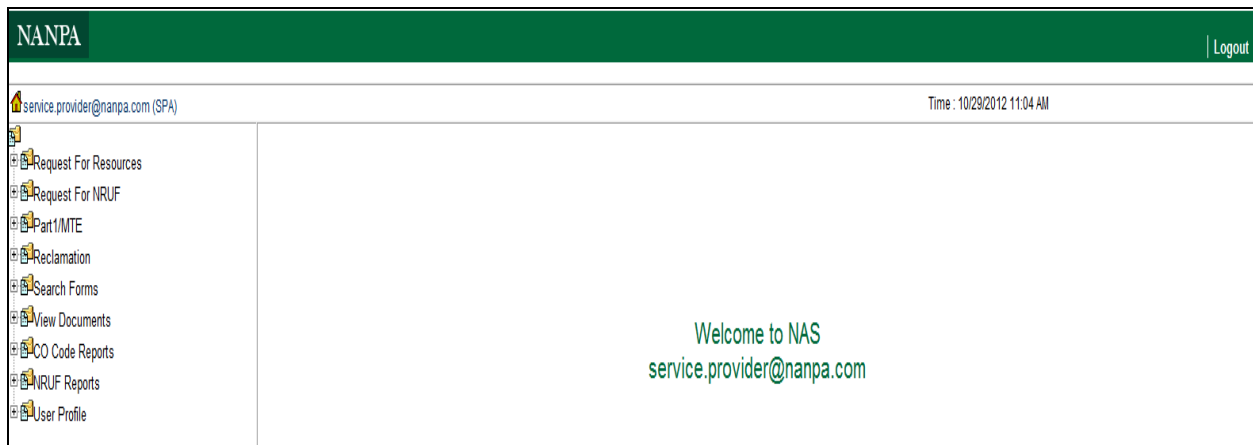 NANPA
Logout
service.provider@nanpa.com (SPA)
Time : 10/29/2012 11:04 AM
Request For Resources
Request For NRUF
Part1/MTE
Reclamation
Search Forms
View Documents
CO Code Reports
NRUF Reports
User Profile
Welcome to NAS
service.provider@nanpa.com